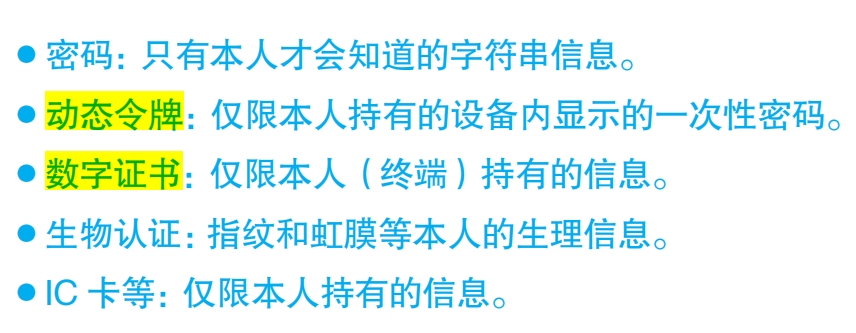 ● 密码：只有本人才会知道的字符串信息。
● 动态令牌：仅限本人持有的设备内显示的一次性密码。
● 数字证书：仅限本人（终端）持有的信息。
● 生物认证：指纹和虹膜等本人的生理信息。
● IC 卡等：仅限本人持有的信息。